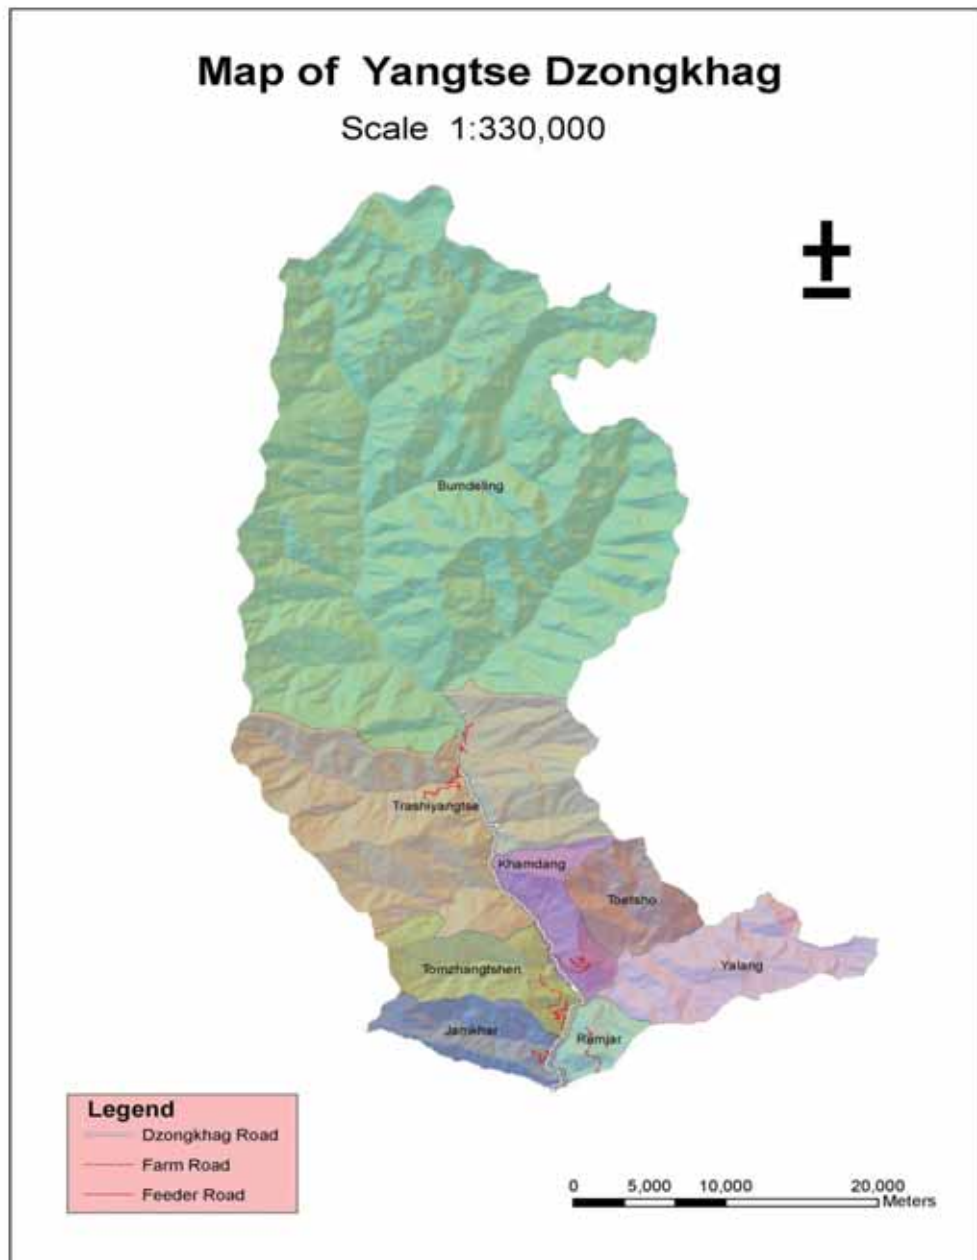 Map of Yangtse Dzongkhag
Scale 1:330,000
Bumdeling
Trashiyangtse
Khamdang
Toetsho
Yalang
Tomzhangtshen
Jamkhar
Ramjar
Legend
Dzongkhag Road
Farm Road
Feeder Road
0 5,000 10,000 20,000
Meters